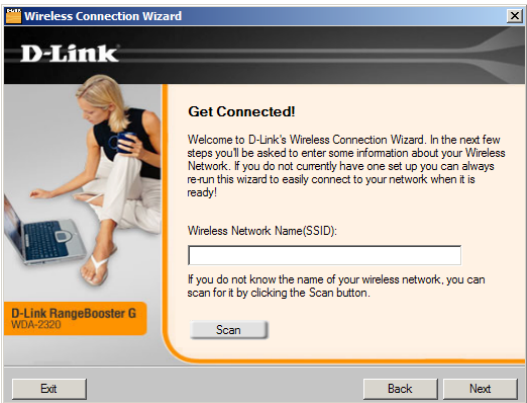 Wireless Connection Wizard
D-Link
Get Connected!
Welcome to D-Link's Wireless Connection Wizard. In the next few
steps you'll be asked to enter some information about your Wireless
Network. If you do not currently have one set up you can always
re-run this wizard to easily connect to your network when it is
ready!
Wireless Network Name(SSID):
If you do not know the name of your wireless network, you can
scan for it by clicking the Scan button.
D-Link RangeBooster G
WDA-2320
Scan
Exit
Back
Next